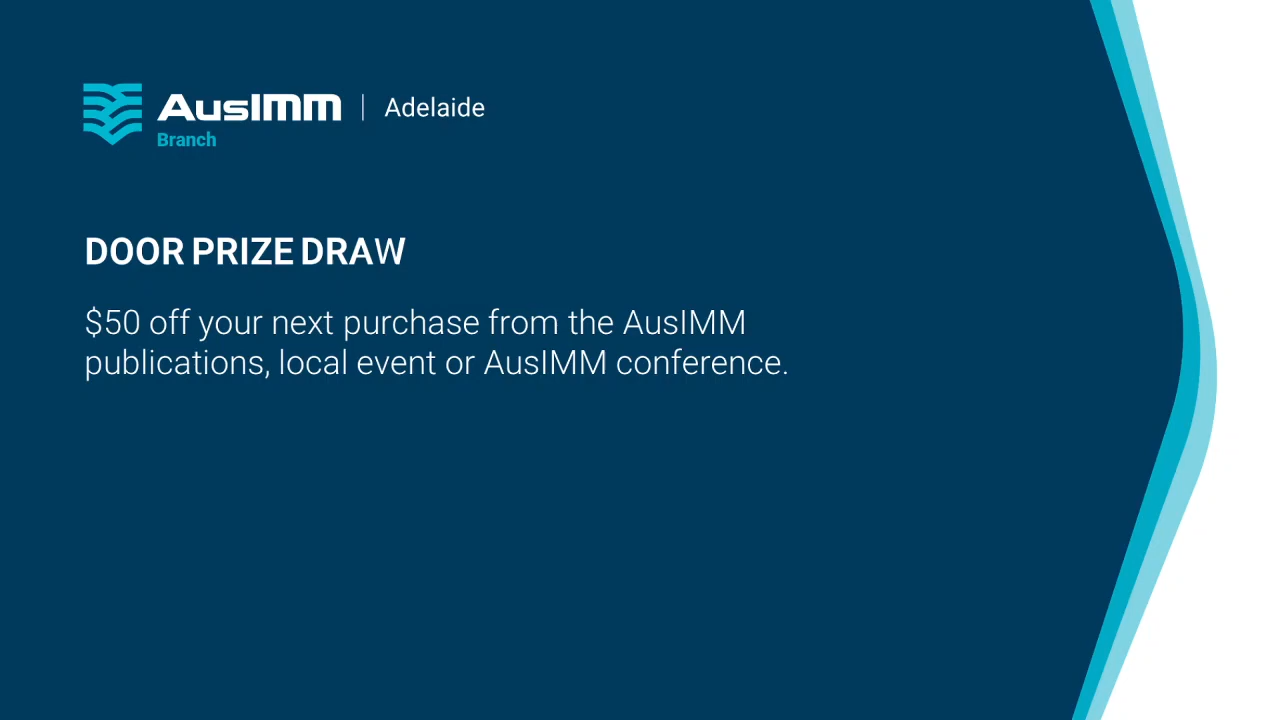 AusIMM | Adelaide
Branch
DOOR PRIZE DRAW
$50 off your next purchase from the AusIMM
publications, local event or AusIMM conference.